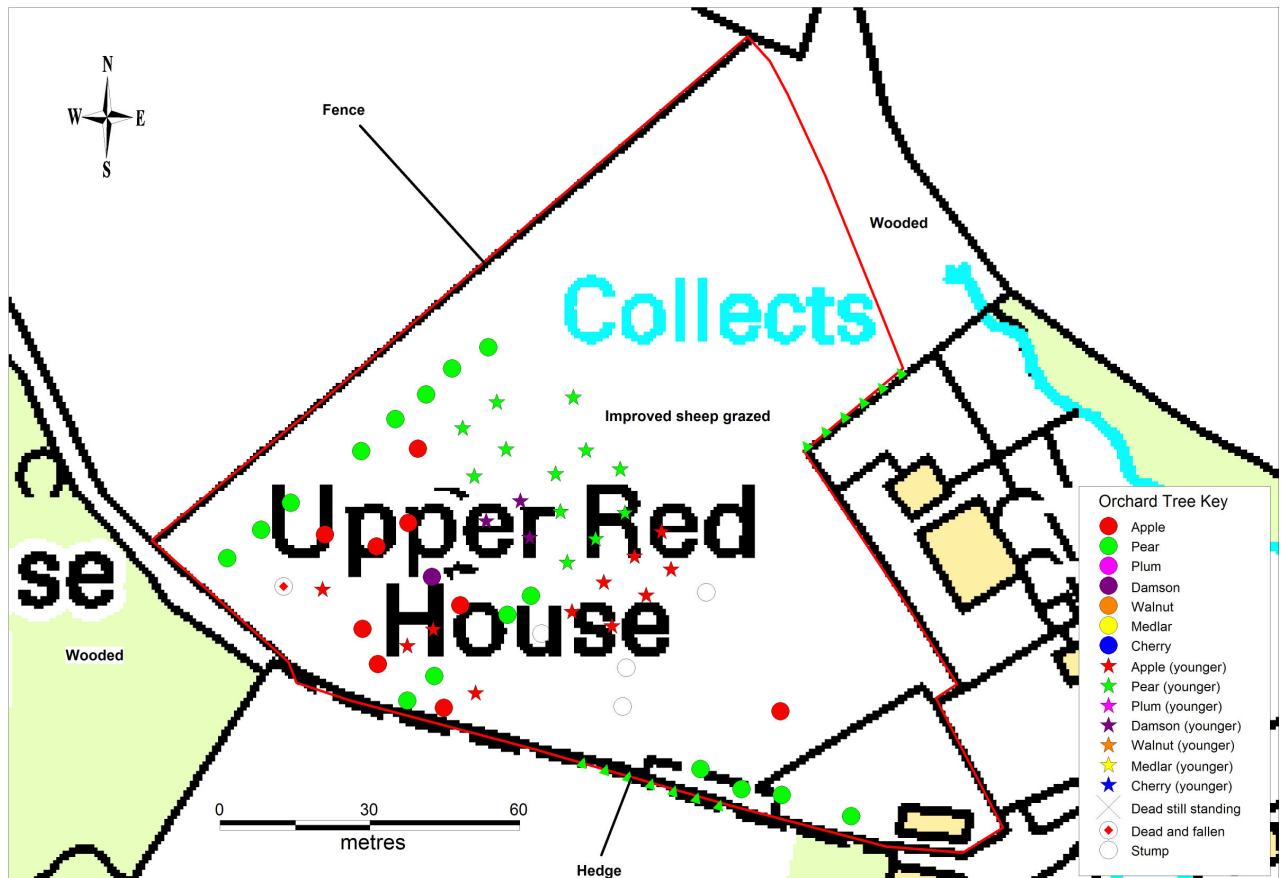 N
W E
S
Fence
Wooded
Collects
Improved sheep grazed
Upper Red
House
se
Wooded
0 30 60
metres
Hedge
Orchard Tree Key
Apple
Pear
Plum
Damson
Walnut
Medlar
Cherry
Apple (younger)
Pear (younger)
Plum (younger)
Damson (younger)
Walnut (younger)
Medlar (younger)
Cherry (younger)
Dead still standing
Dead and fallen
Stump